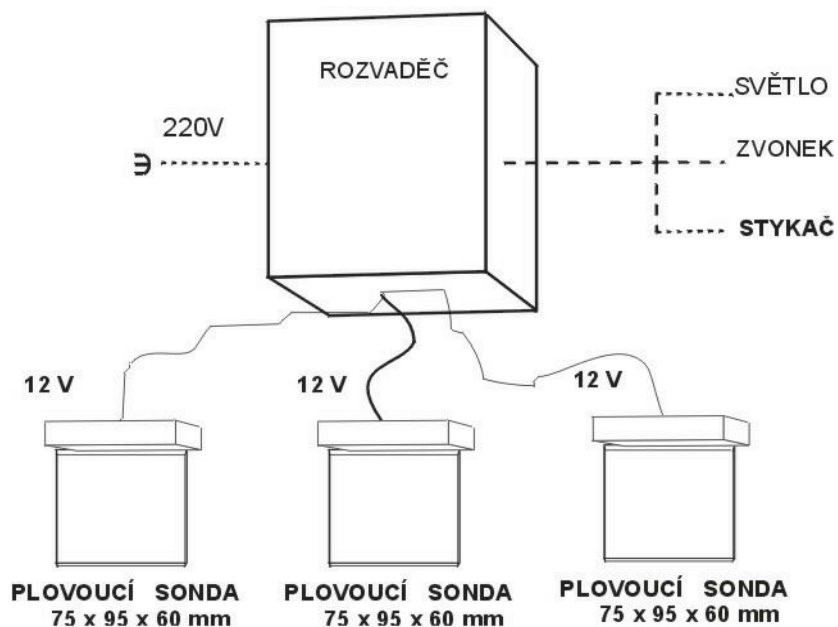 ROZVADĚČ
220V
SVĚTLO
ZVONEK
STYKAČ
12 V
12 V
12 V
PLOVOUCÍ SONDA
75 x 95 x 60 mm
PLOVOUCÍ SONDA
75 x 95 x 60 mm
PLOVOUCÍ SONDA
75 x 95 x 60 mm